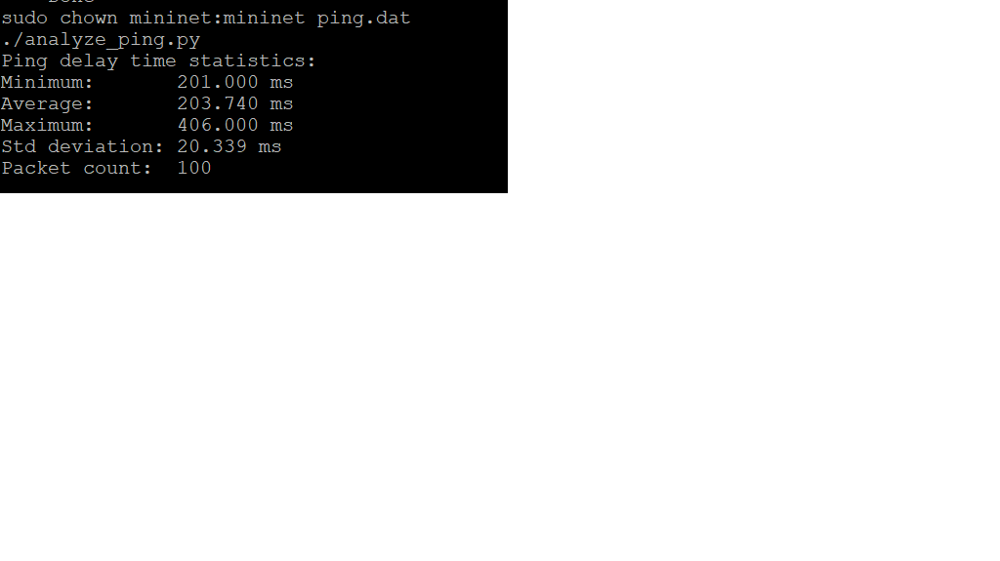 sudo chown mininet:mininet ping.dat
./analyze_ping.py
Ping delay time statistics:
Minimum:       201.000 ms
Average:       203.740 ms
Maximum:       406.000 ms
Std deviation: 20.339 ms
Packet count:  100